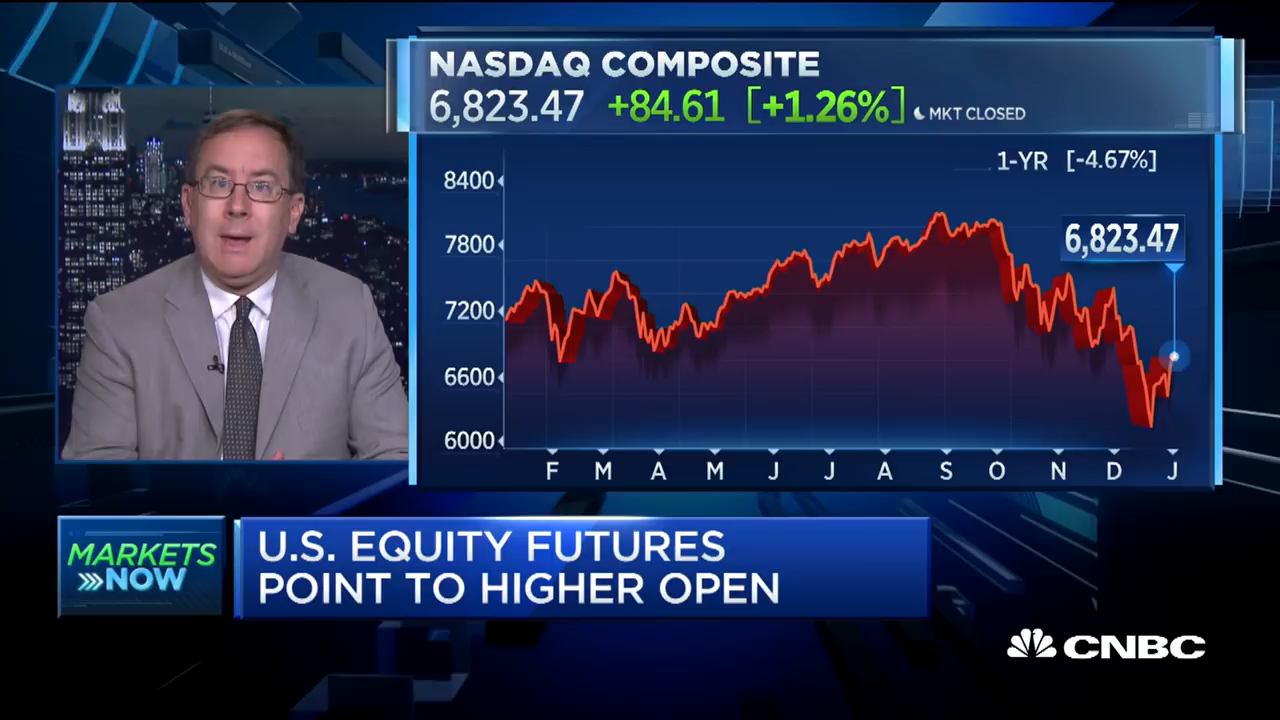 NASDAQ COMPOSITE
6,823.47 +84.61 [+1.26%] MKT CLOSED
1-YR [-4.67%]
8400
7800
7200
6600
6000
6,823.47
F M A M J J A S O N D J
MARKETS
NOW
U.S. EQUITY FUTURES
POINT TO HIGHER OPEN
CNBC